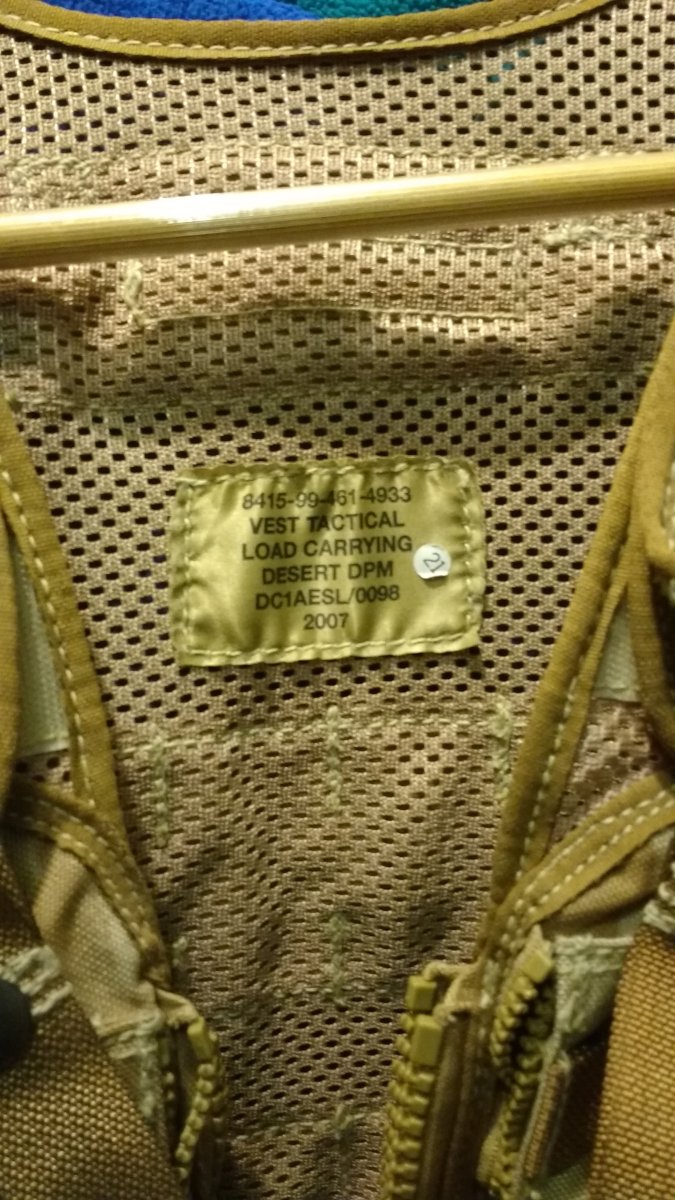 8415-99-461-4933
VEST TACTICAL
LOAD CARRYING
DESERT DPM
DC1AESL/0098
2007
21